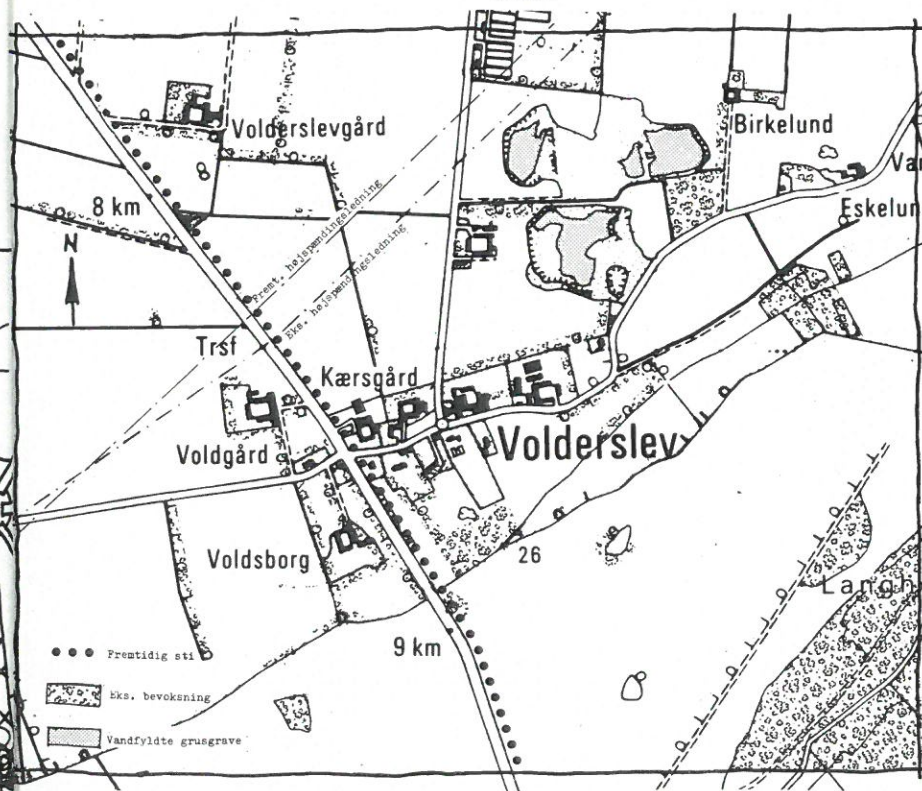 Volderslevgård
Birkelund
Eskelun
8 km
N
Fremt. højspændingsledning
Eks. højspændingsledning
Trsf
Kærsgård
Voldgård
Volderslev
Voldsborg
26
Langh
9 km
Fremtidig sti
Eks. bevoksning
Vandfyldte grusgrave